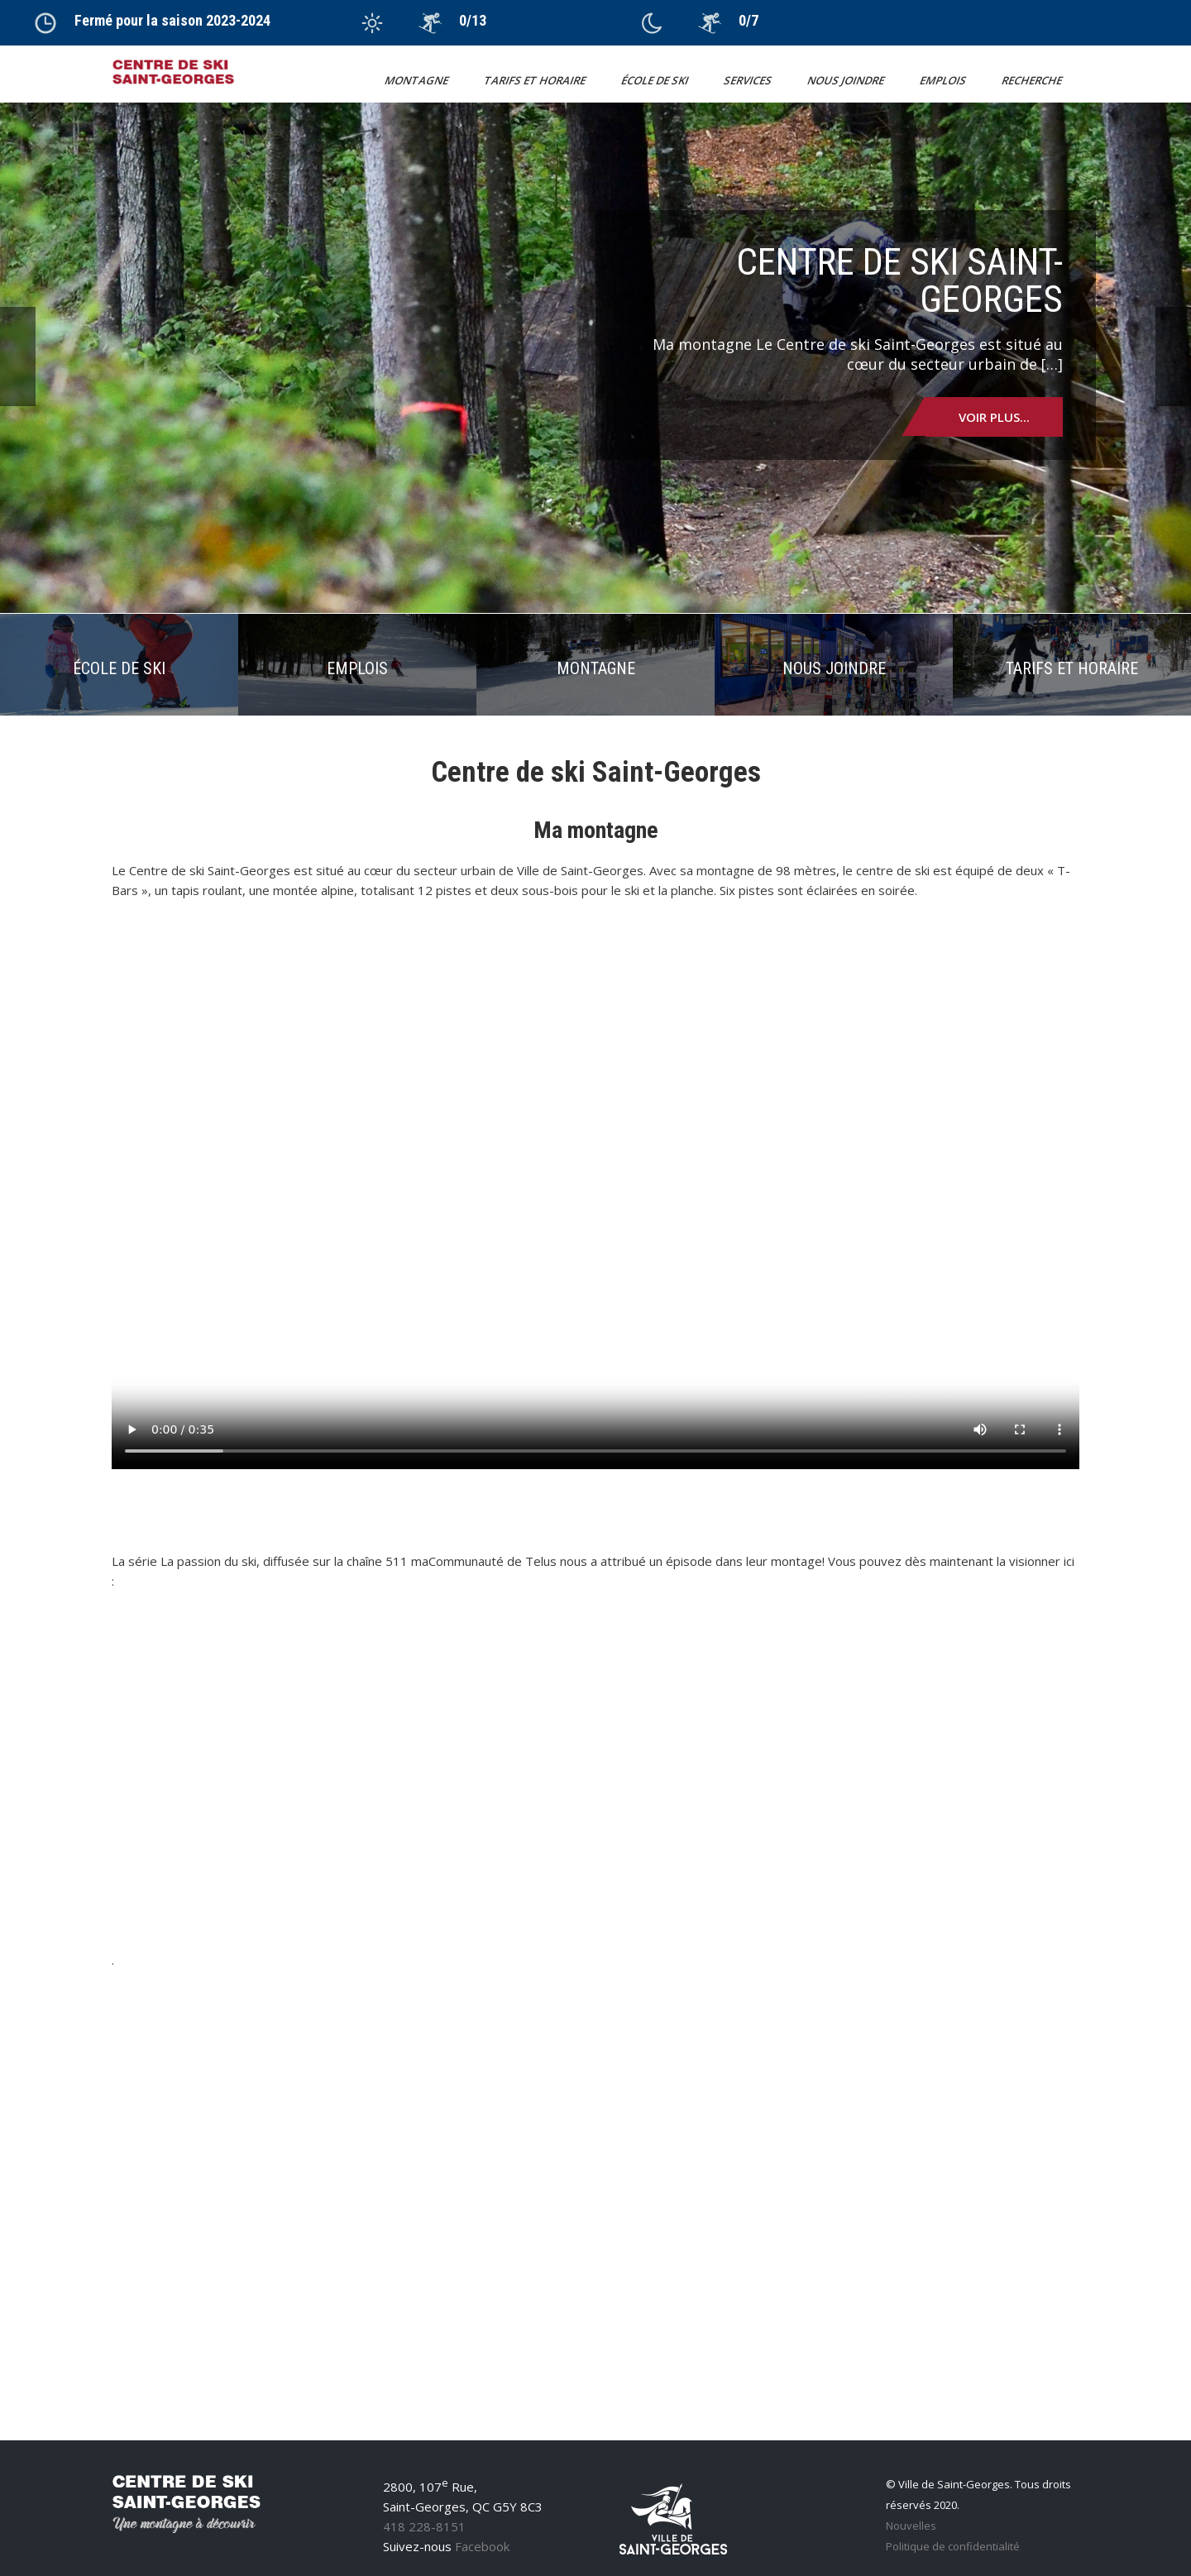 Fermé pour la saison 2023-2024
0/13
0/7
CENTRE DE SKI
SAINT-GEORGES
MONTAGNE
TARIFS ET HORAIRE
ÉCOLE DE SKI
SERVICES
NOUS JOINDRE
EMPLOIS
RECHERCHE
CENTRE DE SKI SAINT-
GEORGES
Ma montagne Le Centre de ski Saint-Georges est situé au
cœur du secteur urbain de […]
VOIR PLUS...
ÉCOLE DE SKI
EMPLOIS
MONTAGNE
NOUS JOINDRE
TARIFS ET HORAIRE
Centre de ski Saint-Georges
Ma montagne
Le Centre de ski Saint-Georges est situé au cœur du secteur urbain de Ville de Saint-Georges. Avec sa montagne de 98 mètres, le centre de ski est équipé de deux « T-
Bars », un tapis roulant, une montée alpine, totalisant 12 pistes et deux sous-bois pour le ski et la planche. Six pistes sont éclairées en soirée.
0:00 / 0:35
La série La passion du ski, diffusée sur la chaîne 511 maCommunauté de Telus nous a attribué un épisode dans leur montage! Vous pouvez dès maintenant la visionner ici
:
.
CENTRE DE SKI
SAINT-GEORGES
Une montagne à découvrir
2800, 107e Rue,
Saint-Georges, QC G5Y 8C3
418 228-8151
Suivez-nous Facebook
VILLE DE
SAINT-GEORGES
© Ville de Saint-Georges. Tous droits
réservés 2020.
Nouvelles
Politique de confidentialité